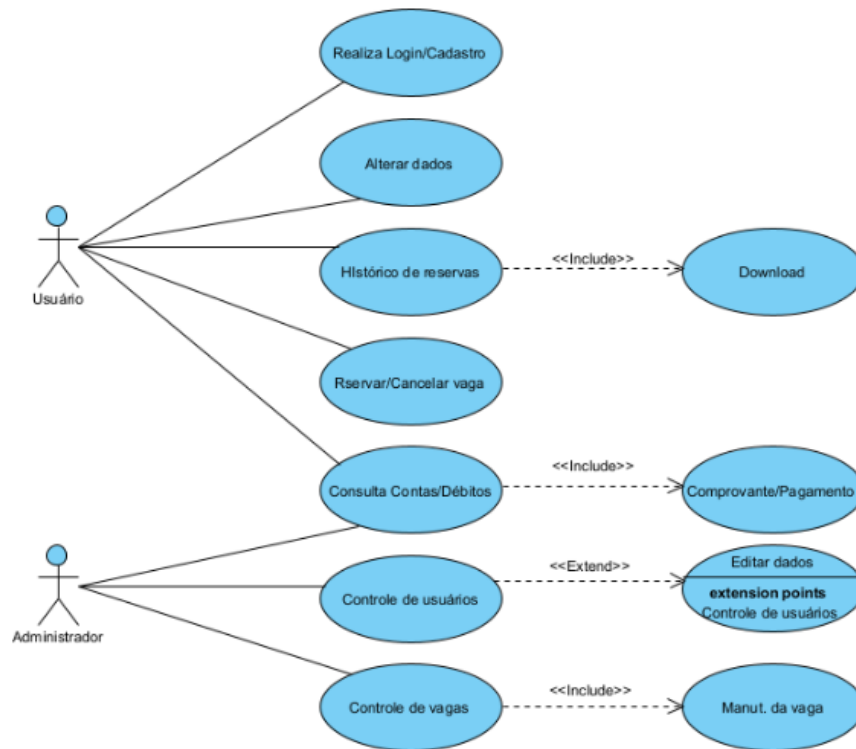 Realiza Login/Cadastro
Alterar dados
Usuário
HIstórico de reservas
<<Include>>
Download
Rservar/Cancelar vaga
Consulta Contas/Débitos
<<Include>>
Comprovante/Pagamento
Administrador
Controle de usuários
<<Extend>>
Editar dados
extension points
Controle de usuários
Controle de vagas
<<Include>>
Manut. da vaga